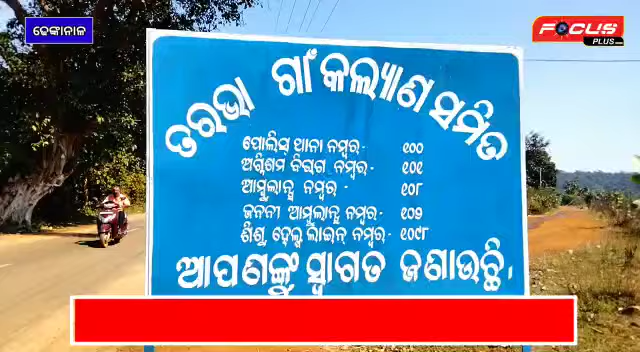 ଢେଙ୍କାନାଳ
FOCUS
PLUS
ତରଭା ଗାଁ କଲ୍ୟାଣ ସମିତି
ପୋଲିସ୍ ଥାନା ନମ୍ବର - ୧୦୦
ଅଗ୍ନିଶମ ବିଭାଗ ନମ୍ବର - ୧୦୧
ଆମ୍ବୁଲାନ୍ସ ନମ୍ବର - ୧୦୮
ଜନନୀ ଆମ୍ବୁଲାନ୍ସ ନମ୍ବର - ୧୦୨
ଶିଶୁ ହେଲ୍ପ ଲାଇନ୍ ନମ୍ବର - ୧୦୯୮
ଆପଣଙ୍କୁ ସ୍ୱାଗତ ଜଣାଉଛି ।